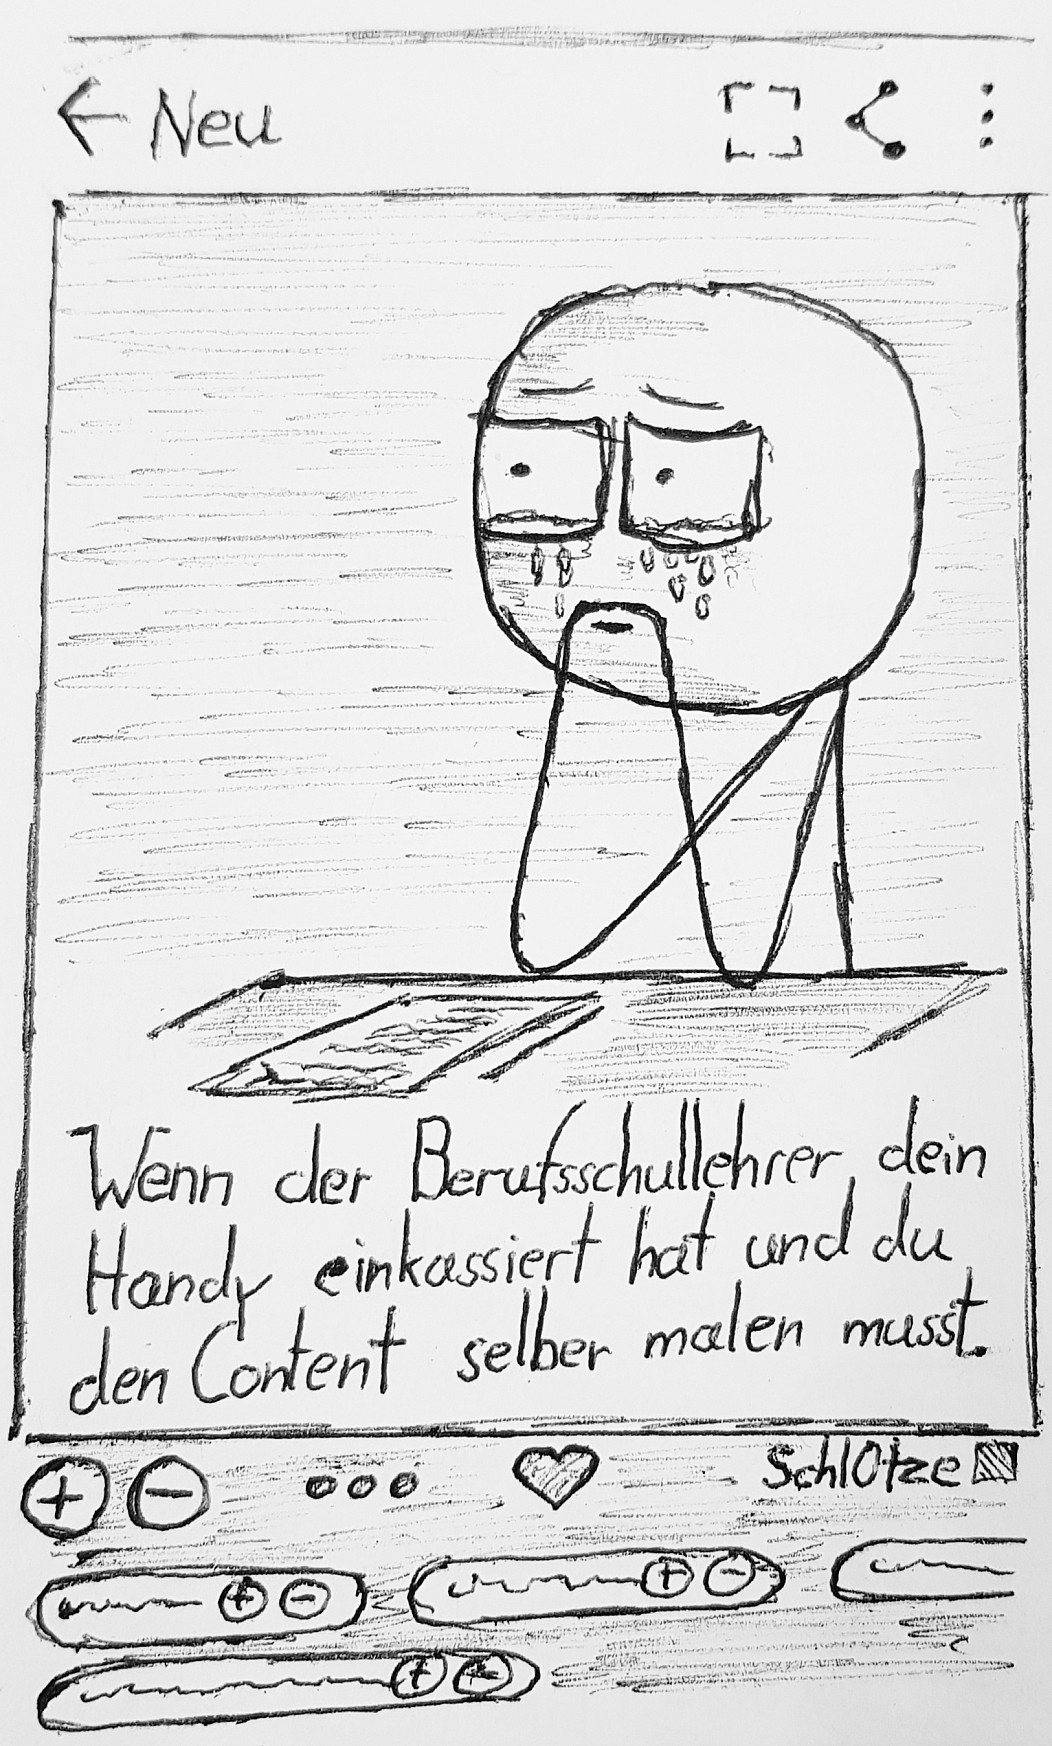 Neu
Wenn der Berufsschullehrer dein
Handy einkassiert hat und du
den Content selber malen musst.
Schl0tze